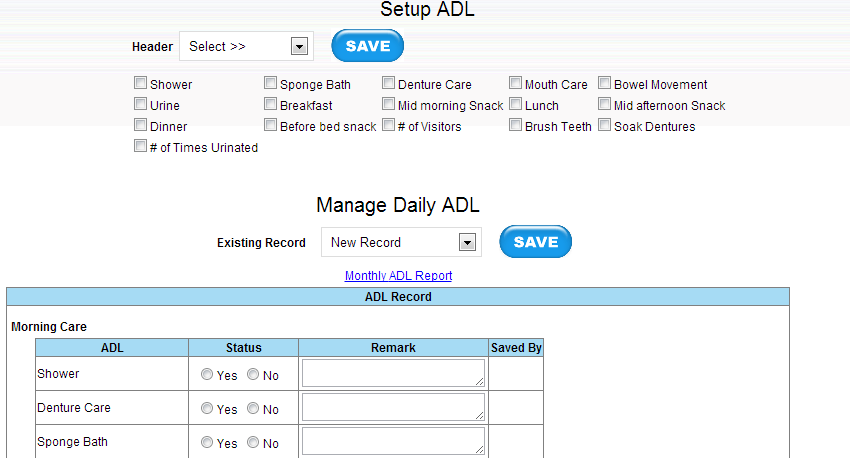 Setup ADL
Header Select >> SAVE
Shower Sponge Bath Denture Care Mouth Care Bowel Movement
Urine Breakfast Mid morning Snack Lunch Mid afternoon Snack
Dinner Before bed snack # of Visitors Brush Teeth Soak Dentures
# of Times Urinated
Manage Daily ADL
Existing Record New Record SAVE
Monthly ADL Report
ADL Record
Morning Care
ADL Status Remark Saved By
Shower Yes No
Denture Care Yes No
Sponge Bath Yes No